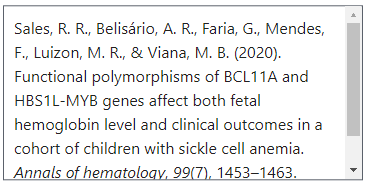 Sales, R. R., Belisário, A. R., Faria, G., Mendes,
F., Luizon, M. R., & Viana, M. B. (2020).
Functional polymorphisms of BCL11A and
HBS1L-MYB genes affect both fetal
hemoglobin level and clinical outcomes in a
cohort of children with sickle cell anemia.
Annals of hematology, 99(7), 1453–1463.